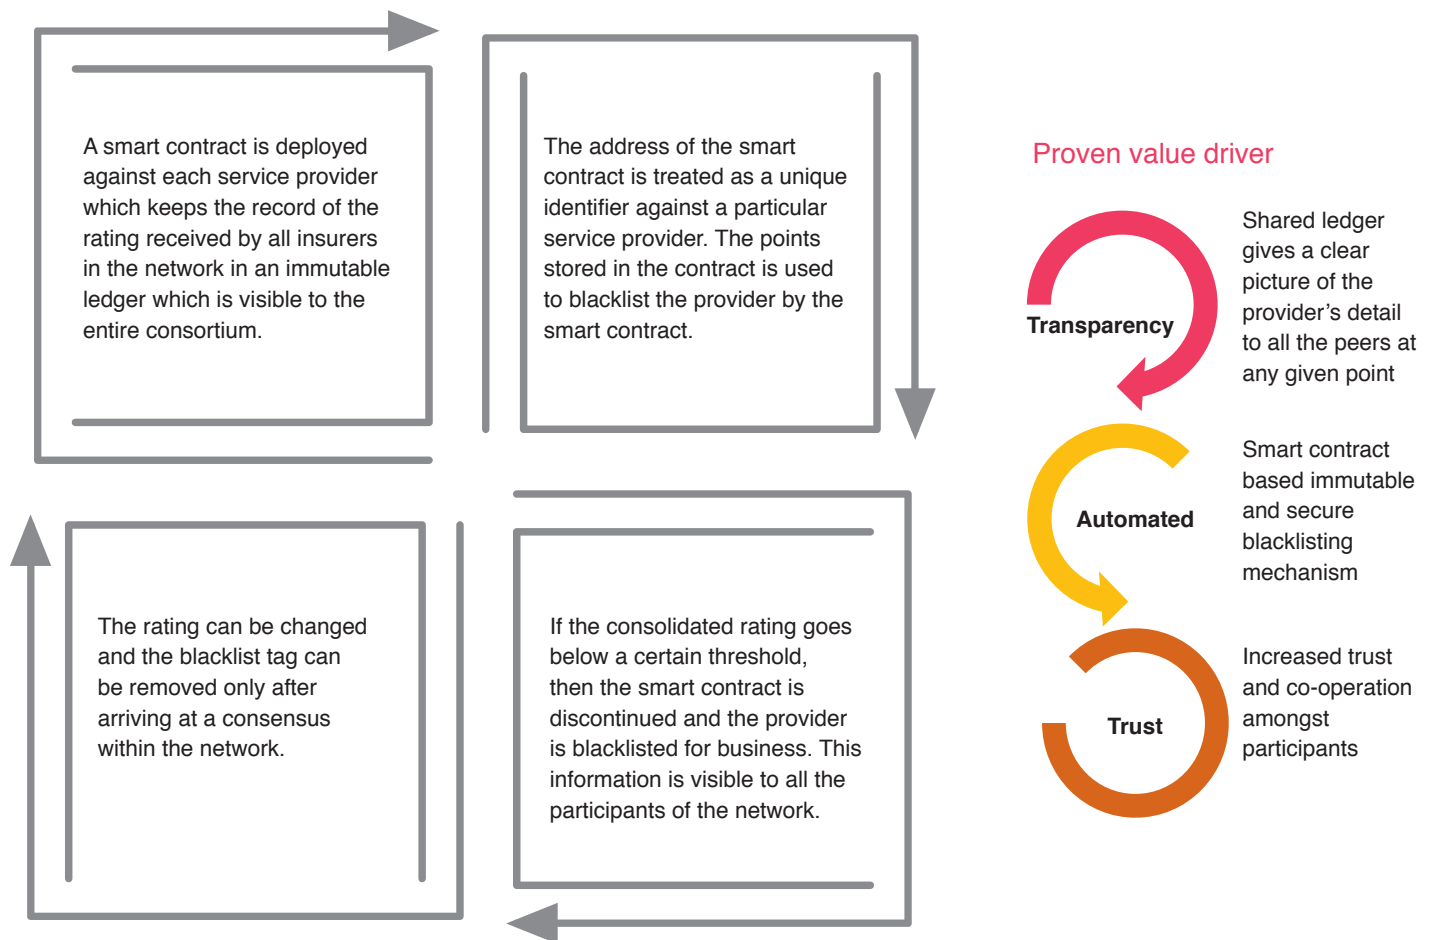 A smart contract is deployed
against each service provider
which keeps the record of the
rating received by all insurers
in the network in an immutable
ledger which is visible to the
entire consortium.
The address of the smart
contract is treated as a unique
identifier against a particular
service provider. The points
stored in the contract is used
to blacklist the provider by the
smart contract.
If the consolidated rating goes
below a certain threshold,
then the smart contract is
discontinued and the provider
is blacklisted for business. This
information is visible to all the
participants of the network.
The rating can be changed
and the blacklist tag can
be removed only after
arriving at a consensus
within the network.
Proven value driver
Transparency
Shared ledger
gives a clear
picture of the
provider’s detail
to all the peers at
any given point
Automated
Smart contract
based immutable
and secure
blacklisting
mechanism
Trust
Increased trust
and co-operation
amongst
participants